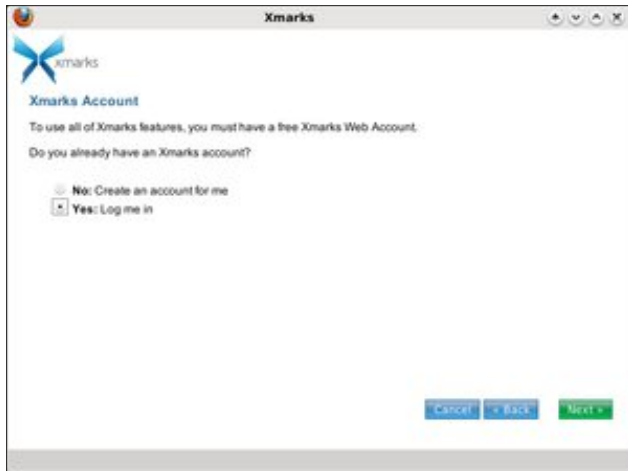 Xmarks
xmarks
Xmarks Account
To use all of Xmarks features, you must have a free Xmarks Web Account.
Do you already have an Xmarks account?
No: Create an account for me
Yes: Log me in
Cancel « Back Next »